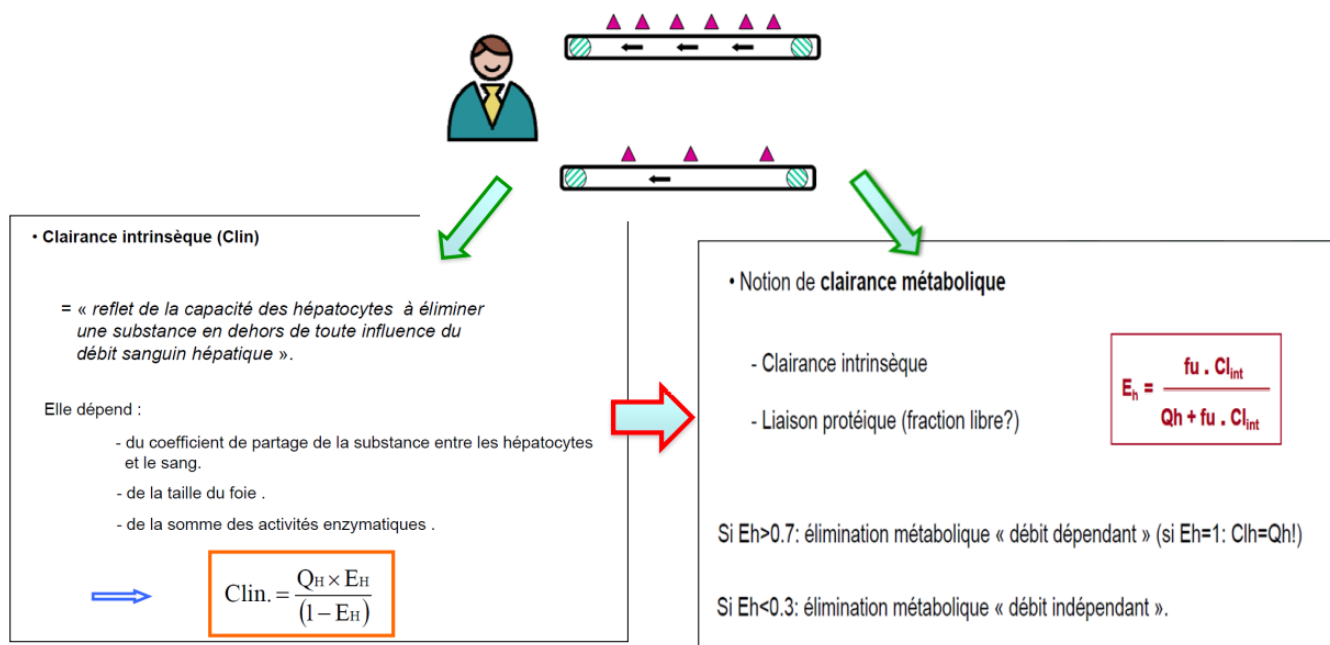 • Clairance intrinsèque (Clin)
= « reflet de la capacité des hépatocytes à éliminer
une substance en dehors de toute influence du
débit sanguin hépatique ».
Elle dépend :
- du coefficient de partage de la substance entre les hépatocytes
et le sang.
- de la taille du foie .
- de la somme des activités enzymatiques .
Clin. = QH × EH / (1 − EH)
• Notion de clairance métabolique
- Clairance intrinsèque
- Liaison protéique (fraction libre?)
Eh = fu . Clint / Qh + fu . Clint
Si Eh>0.7: élimination métabolique « débit dépendant » (si Eh=1: Clh=Qh!)
Si Eh<0.3: élimination métabolique « débit indépendant ».